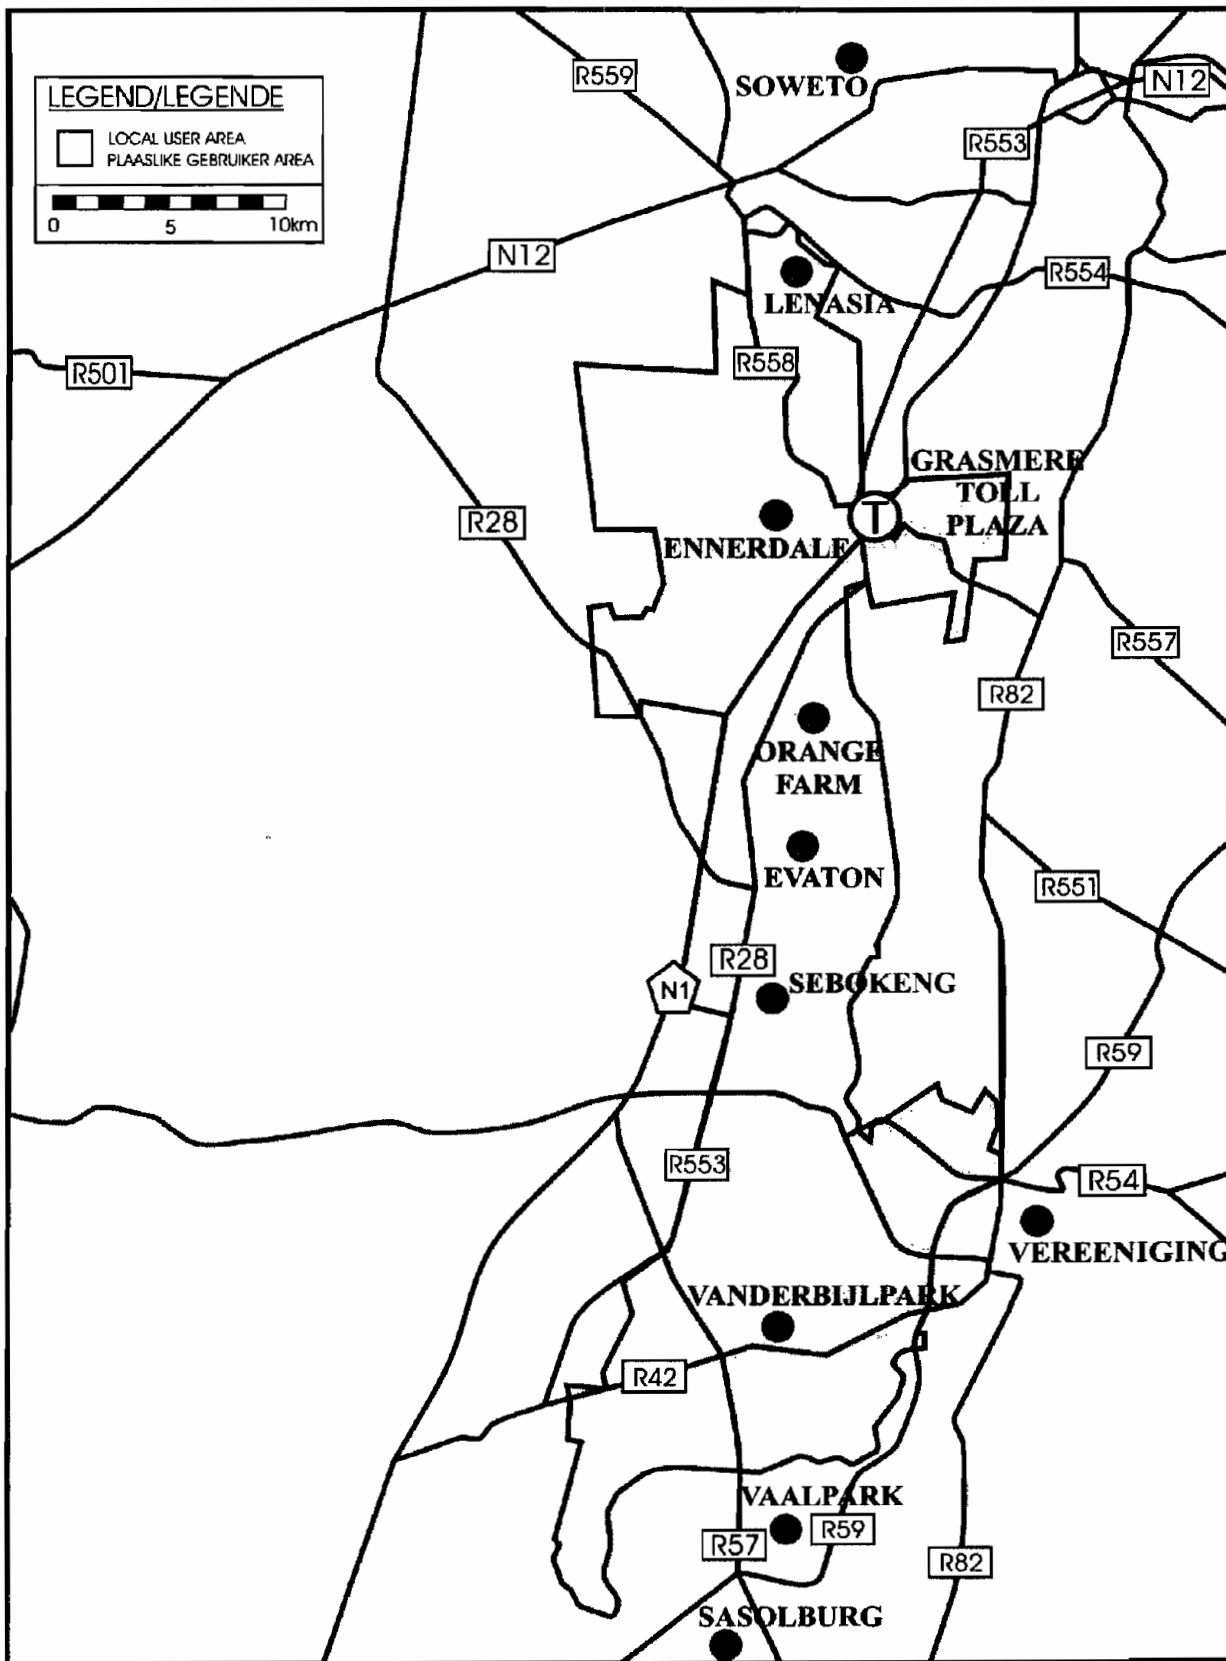 LEGEND/LEGENDE
LOCAL USER AREA
PLAASLIKE GEBRUIKER AREA
0 5 10km
R559
SOWETO
N12
R553
N12
R554
LENASIA
R501
R558
GRASMERE
TOLL
PLAZA
T
R28
ENNERDALE
R557
R82
ORANGE
FARM
EVATON
R551
R28
SEBOKENG
N1
R59
R553
R54
VEREENIGING
VANDERBIJLPARK
R42
VAALPARK
R59
R57
R82
SASOLBURG